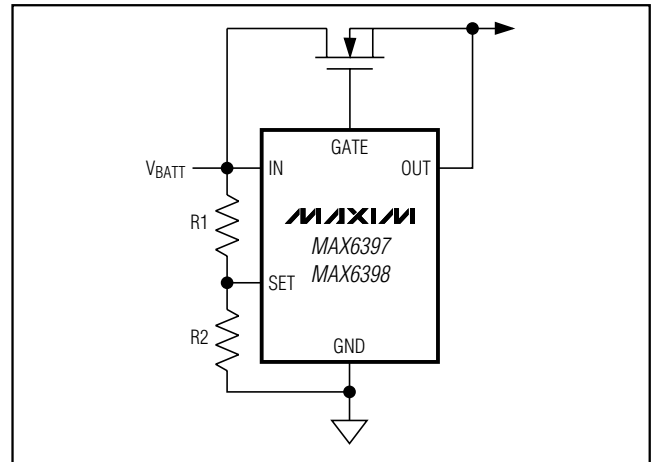 GATE
VBATT
IN
OUT
R1
MAXIM
MAX6397
MAX6398
SET
R2
GND